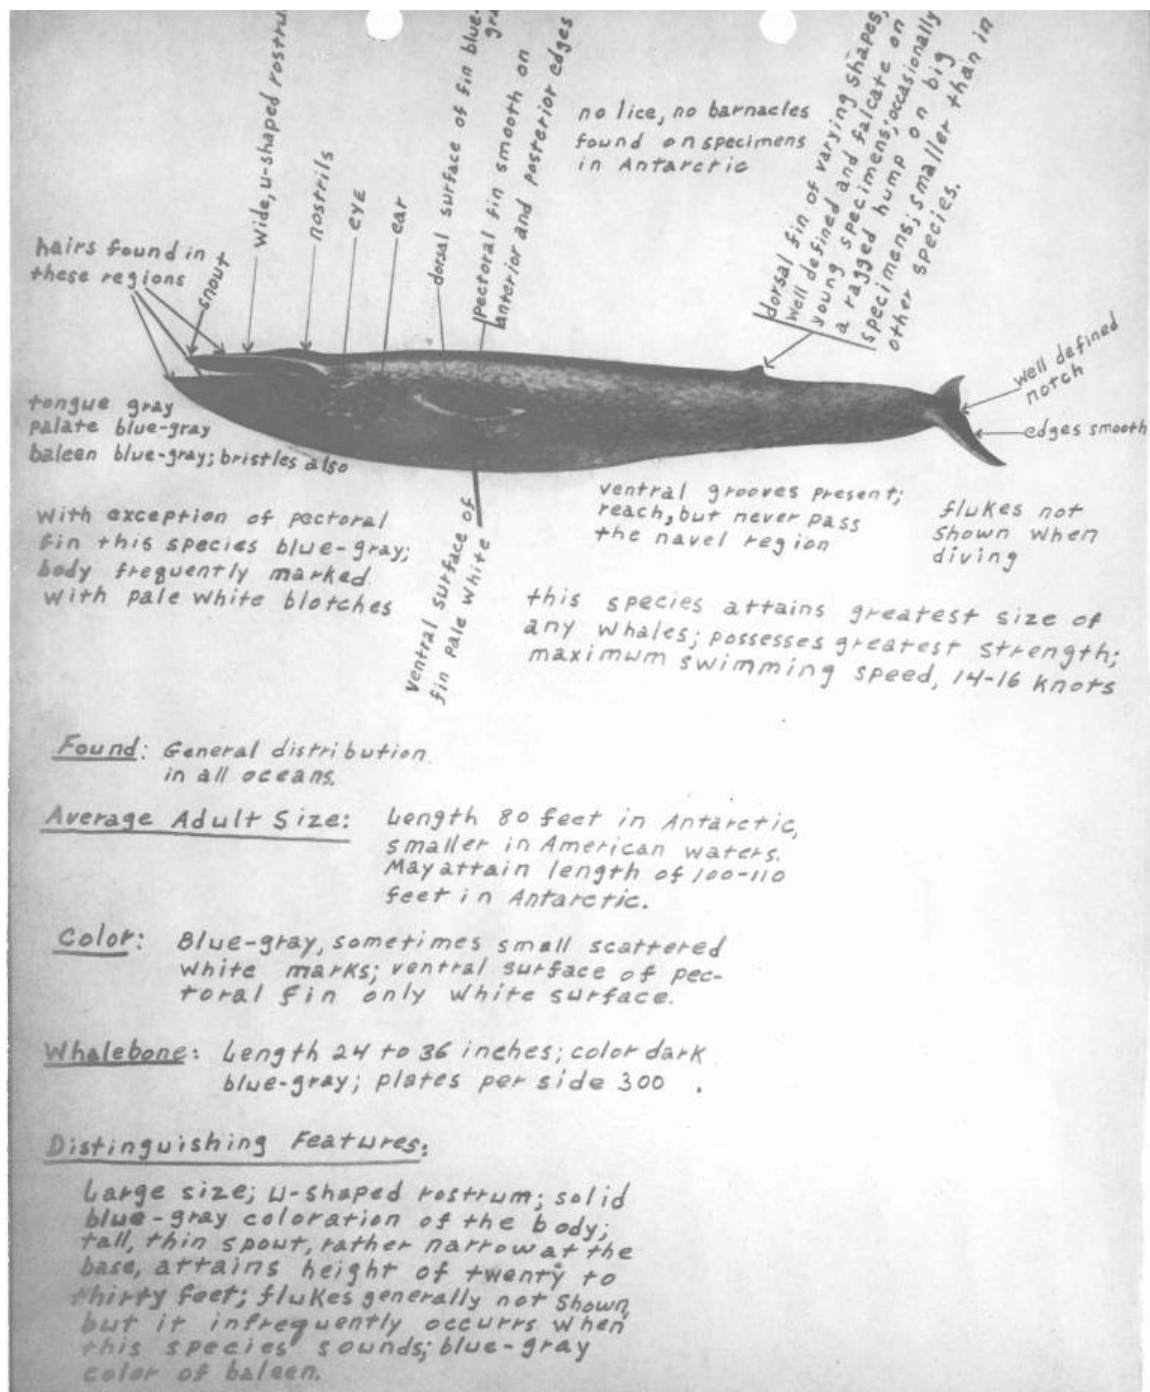 wide, u-shaped rostru
nostrils
eye
ear
dorsal surface of fin blue-
gra
pectoral fin smooth on
anterior and posterior edges
no lice, no barnacles
found on specimens
in Antarctic
dorsal fin of varying shapes,
well defined and falcate on
young specimens; occasionally
a ragged hump on big
specimens; smaller than in
other species.
hairs found in
these regions
snout
well defined
notch
edges smooth
tongue gray
palate blue-gray
baleen blue-gray; bristles also
with exception of pectoral
fin this species blue-gray;
body frequently marked
with pale white blotches
ventral surface of
fin pale white
ventral grooves present;
reach, but never pass
the navel region
flukes not
shown when
diving
this species attains greatest size of
any whales; possesses greatest strength;
maximum swimming speed, 14-16 knots
Found: General distribution
in all oceans.
Average Adult Size: Length 80 feet in Antarctic,
smaller in American waters.
May attain length of 100-110
feet in Antarctic.
Color: Blue-gray, sometimes small scattered
white marks; ventral surface of pec-
toral fin only white surface.
Whalebone: Length 24 to 36 inches; color dark
blue-gray; plates per side 300 .
Distinguishing Features:
Large size; u-shaped rostrum; solid
blue-gray coloration of the body;
tall, thin spout, rather narrow at the
base, attains height of twenty to
thirty feet; flukes generally not shown,
but it infrequently occurrs when
this species sounds; blue-gray
color of baleen.